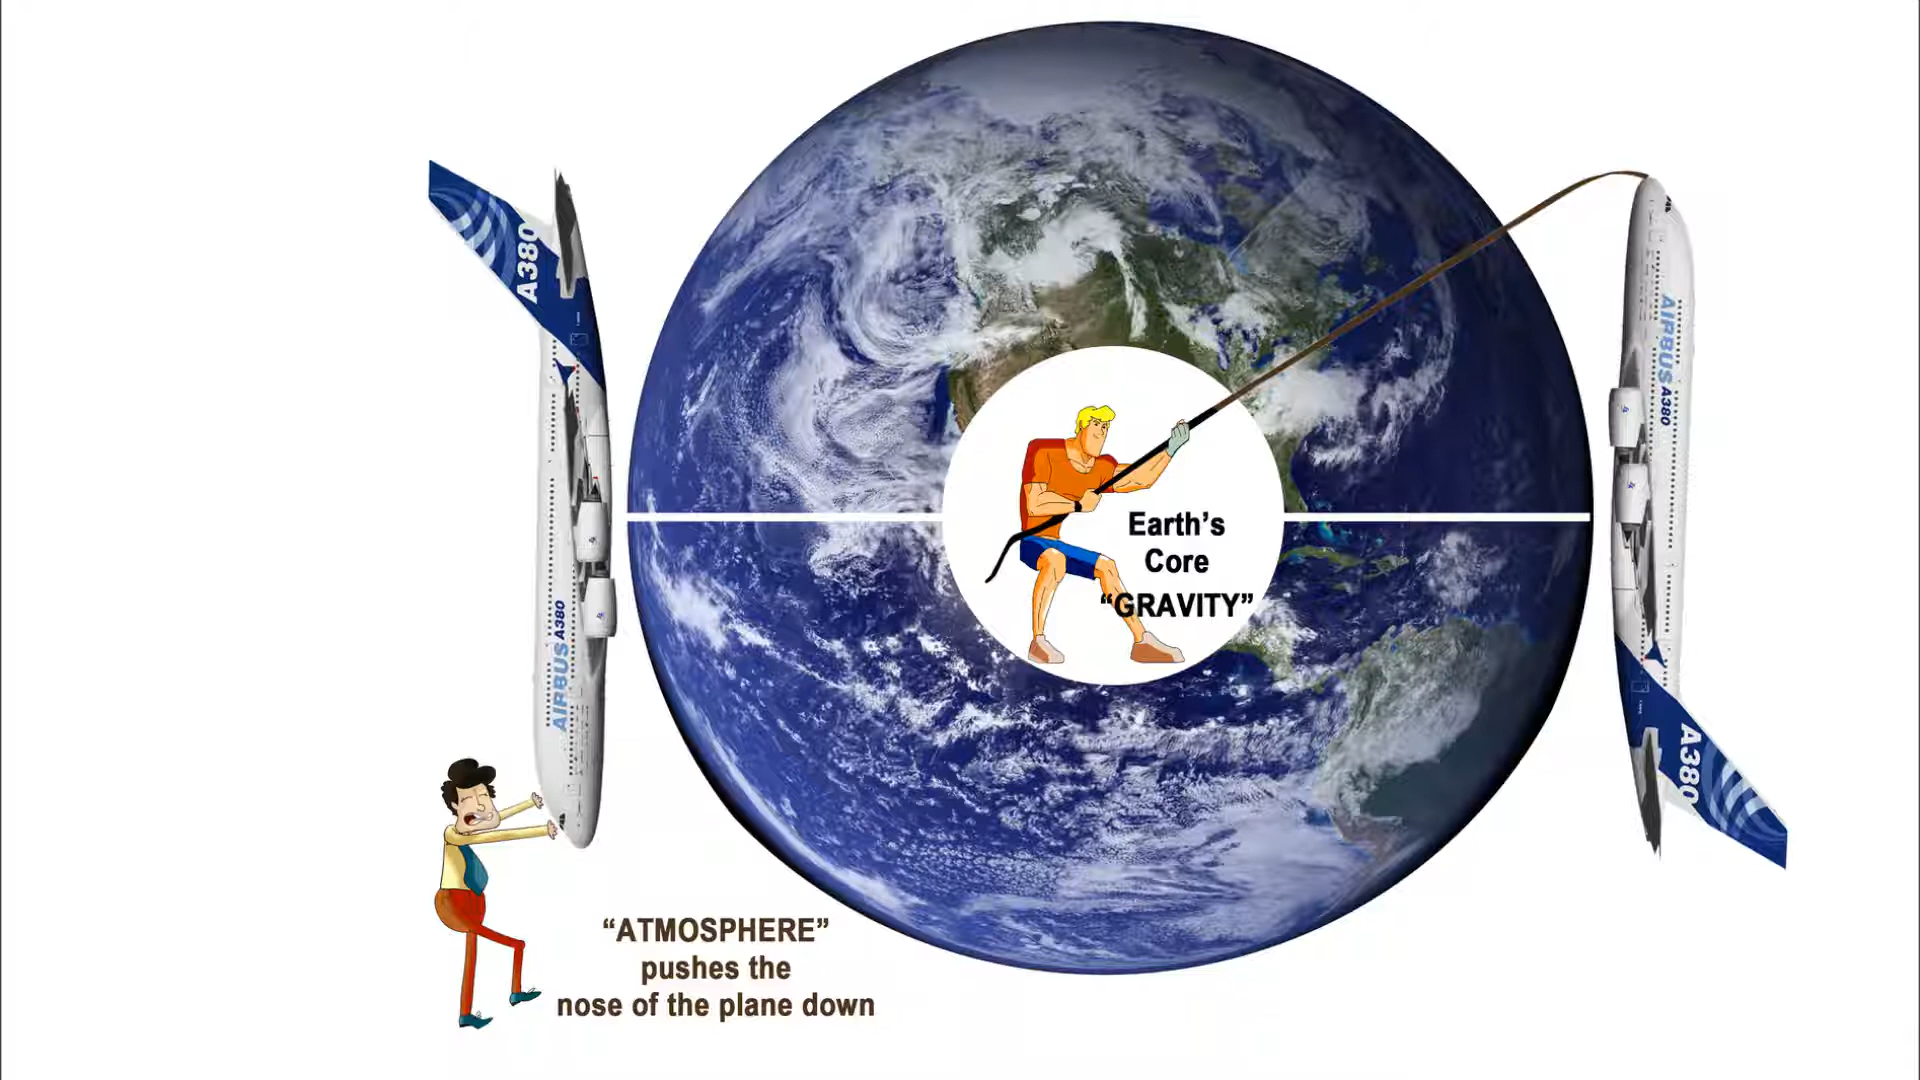 A380
AIRBUS A380
AIRBUS A380
A380
Earth’s
Core
“GRAVITY”
“ATMOSPHERE”
pushes the
nose of the plane down